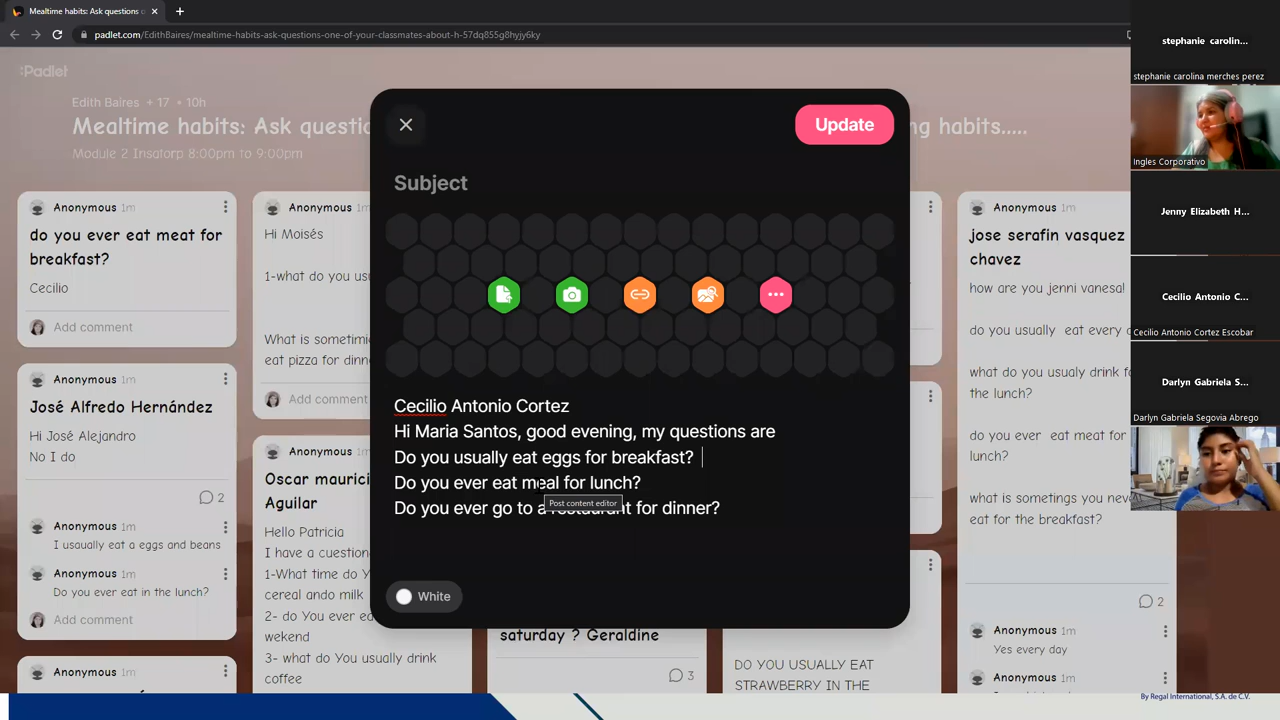 Mealtime habits: Ask questions
padlet.com/EdithBaires/mealtime-habits-ask-questions-one-of-your-classmates-about-h-57dq855g8hyjy6ky
:Padlet
Edith Baires + 17 • 10h
Mealtime habits: Ask questi
ng habits.....
Module 2 Insatorp 8:00pm to 9:00pm
Anonymous 1m
do you ever eat meat for
breakfast?
Cecilio
Add comment
Anonymous 1m
José Alfredo Hernández
Hi José Alejandro
No I do
2
Anonymous 1m
I usaually eat a eggs and beans
Anonymous 1m
Do you ever eat in the lunch?
Add comment
Anonymous 1m
Anonymous 1m
Hi Moisés
1-what do you us
What is sometimi
eat pizza for dinn
Add comment
Anonymous
Oscar mauric
Aguilar
Hello Patricia
I have a cuestion
1-What time do Y
cereal ando milk
2- do You ever ea
wekend
3- what do You usually drink
coffee
Update
Subject
Cecilio Antonio Cortez
Hi Maria Santos, good evening, my questions are
Do you usually eat eggs for breakfast?
Do you ever eat meal for lunch?
Post content editor
Do you ever go to a restaurant for dinner?
White
saturday ? Geraldine
3
DO YOU USUALLY EAT
STRAWBERRY IN THE
Anonymous 1m
jose serafin vasquez
chavez
how are you jenni vanesa!
do you usually eat every
what do you usualy drink for
the lunch?
do you ever eat meat for
lunch?
what is sometings you
eat for the breakfast?
2
Anonymous 1m
Yes every day
Anonymous 1m
stephanie carolin...
stephanie carolina merches perez
Ingles Corporativo
Jenny Elizabeth H...
Cecilio Antonio C...
Cecilio Antonio Cortez Escobar
Darlyn Gabriela S...
Darlyn Gabriela Segovia Abrego
By Regal International, S.A. de C.V.